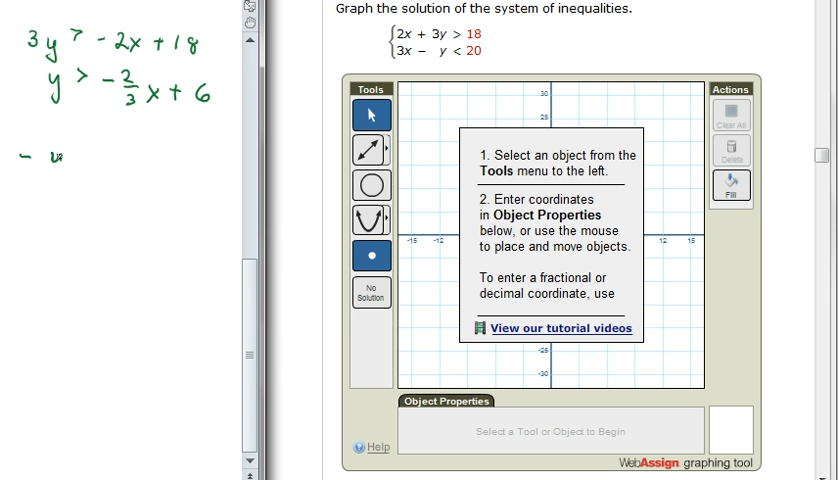 Graph the solution of the system of inequalities.
2x + 3y > 18
3x − y < 20
3y > -2x + 18
y > -2/3 x + 6
- y
Tools
Actions
Clear All
Delete
Fill
No
Solution
30
25
-15
-12
12
15
-25
-30
1. Select an object from the
Tools menu to the left.
2. Enter coordinates
in Object Properties
below, or use the mouse
to place and move objects.
To enter a fractional or
decimal coordinate, use
View our tutorial videos
Object Properties
Select a Tool or Object to Begin
Help
WebAssign. graphing tool